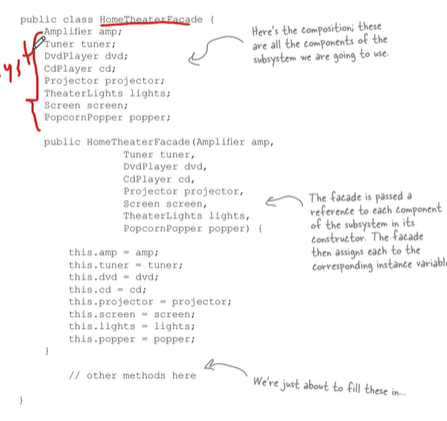 public class HomeTheaterFacade {
Amplifier amp;
Tuner tuner;
DvdPlayer dvd;
CdPlayer cd;
Projector projector;
TheaterLights lights;
Screen screen;
PopcornPopper popper;
Here's the composition; these
are all the components of the
subsystem we are going to use.
public HomeTheaterFacade(Amplifier amp,
Tuner tuner,
DvdPlayer dvd,
CdPlayer cd,
Projector projector,
Screen screen,
TheaterLights lights,
PopcornPopper popper) {
The facade is passed a
reference to each component
of the subsystem in its
constructor. The facade
then assigns each to the
corresponding instance variable
this.amp = amp;
this.tuner = tuner;
this.dvd = dvd;
this.cd = cd;
this.projector = projector;
this.screen = screen;
this.lights = lights;
this.popper = popper;
}
// other methods here
We're just about to fill these in...
}